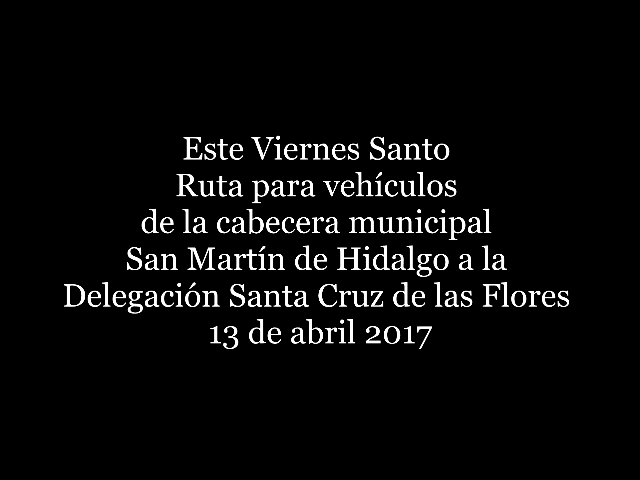 Este Viernes Santo
Ruta para vehículos
de la cabecera municipal
San Martín de Hidalgo a la
Delegación Santa Cruz de las Flores
13 de abril 2017